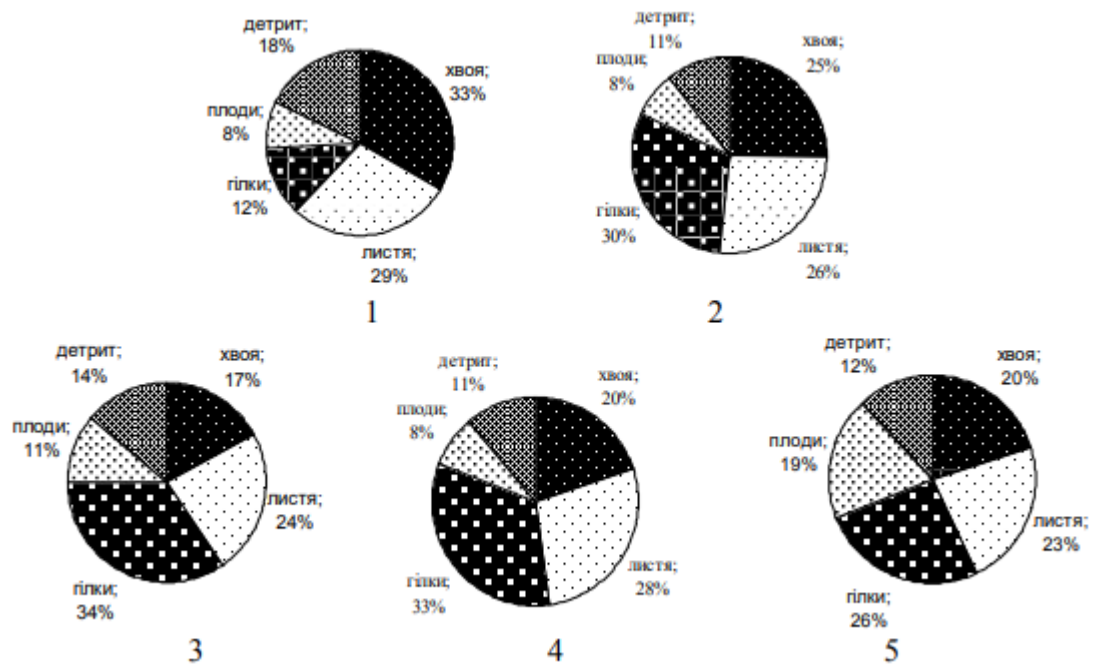 детрит;
18%
хвоя;
33%
плоди;
8%
гілки;
12%
листя;
29%
1
детрит;
11%
хвоя;
25%
плоди;
8%
гілки;
30%
листя;
26%
2
детрит;
14%
хвоя;
17%
плоди;
11%
листя;
24%
гілки;
34%
3
детрит;
11%
хвоя;
20%
плоди;
8%
листя;
28%
гілки;
33%
4
детрит;
12%
хвоя;
20%
плоди;
19%
листя;
23%
гілки;
26%
5